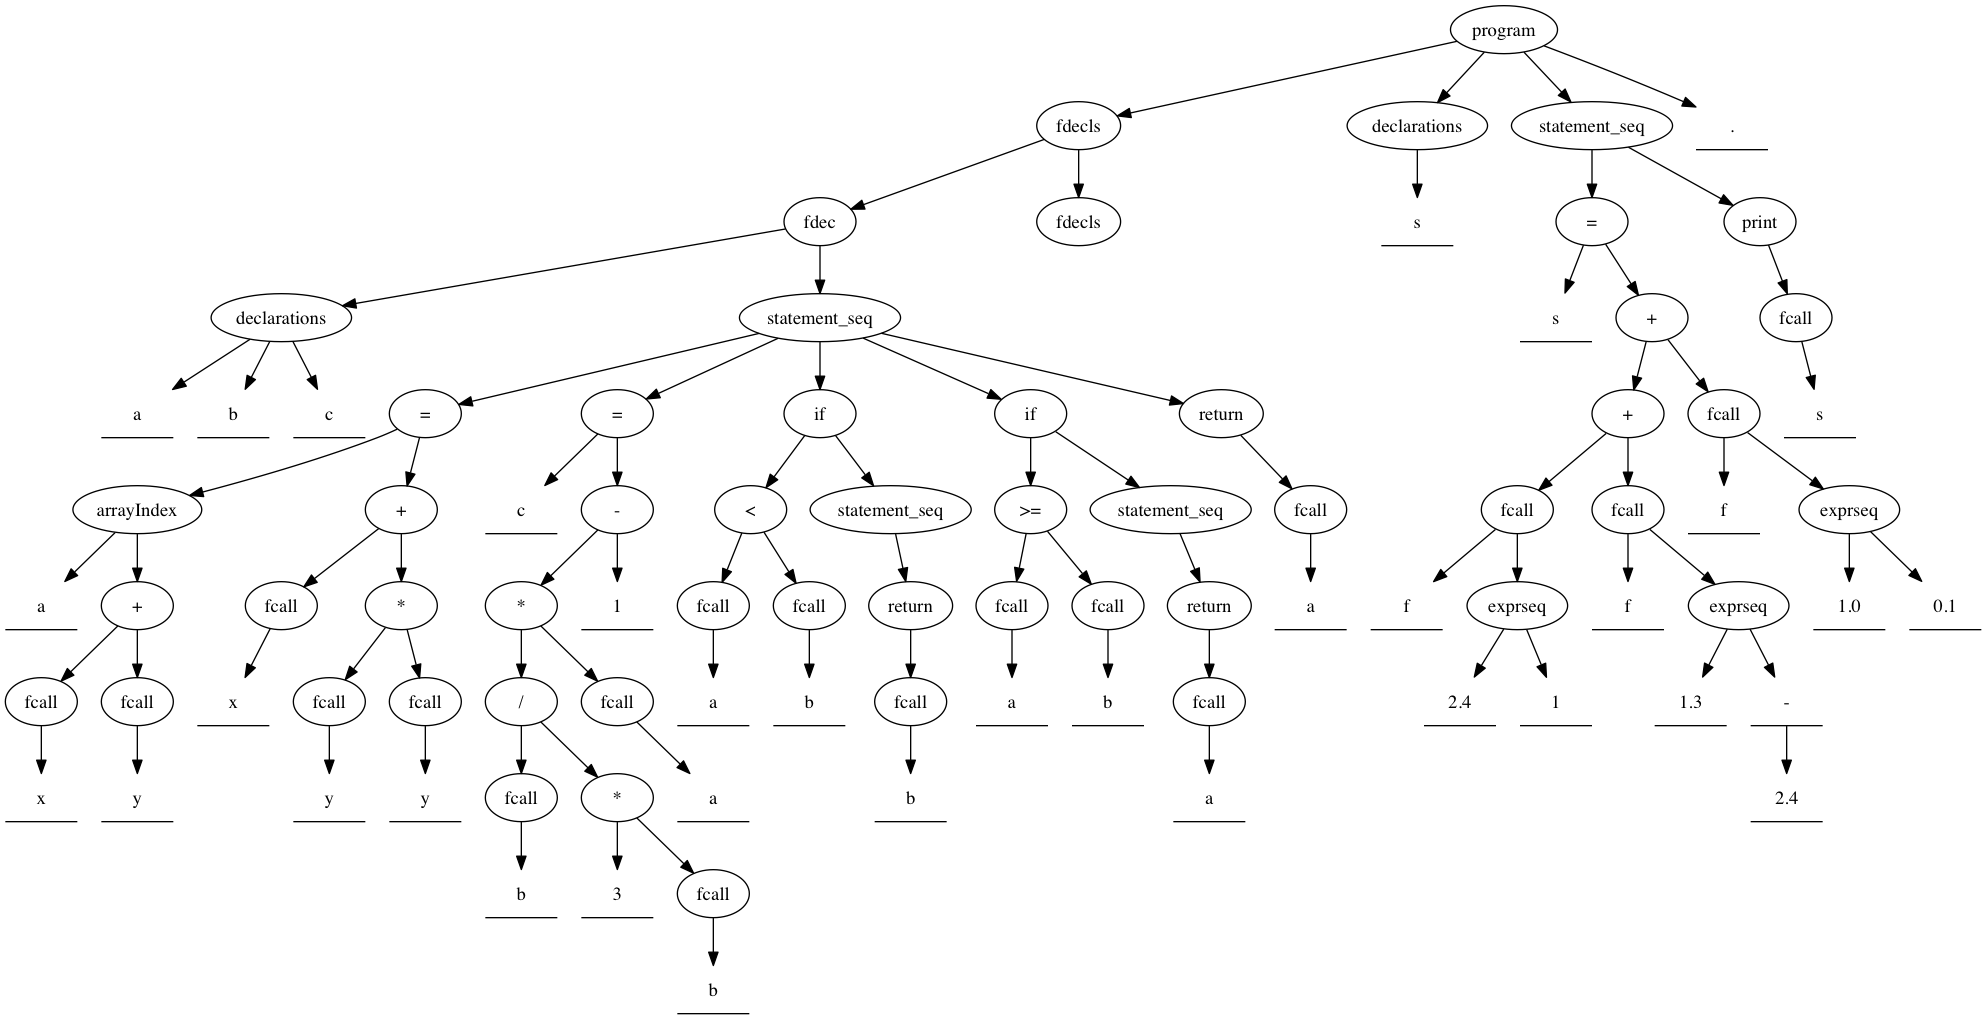 program
fdecls declarations statement_seq .
fdec fdecls s = print
declarations statement_seq s + fcall
a b c = = if if return + fcall s
arrayIndex + c - < statement_seq >= statement_seq fcall fcall fcall f exprseq
a + fcall * * 1 fcall fcall return fcall fcall return a f exprseq f exprseq 1.0 0.1
fcall fcall x fcall fcall / fcall a b fcall a b fcall 2.4 1 1.3 -
x y y y fcall * a b a 2.4
b 3 fcall
b